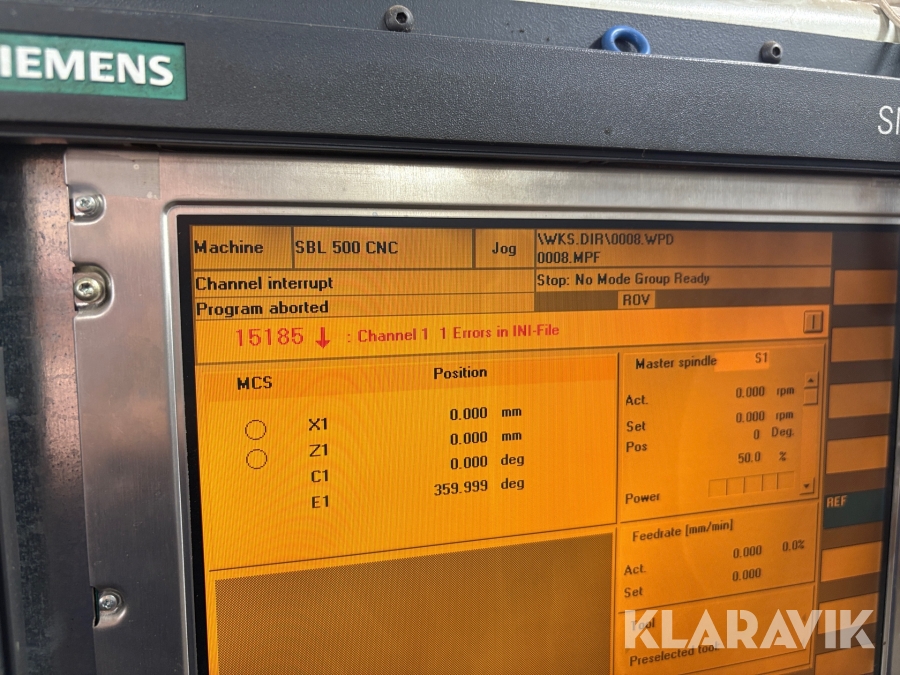 IEMENS
Machine SBL 500 CNC Jog \WKS.DIR\0008.WPD
0008.MPF
Channel interrupt Stop: No Mode Group Ready
Program aborted ROV
15185 ↓ : Channel 1 1 Errors in INI-File
MCS Position
X1 0.000 mm
Z1 0.000 mm
C1 0.000 deg
E1 359.999 deg
Master spindle S1
Act. 0.000 rpm
Set 0.000 rpm
Pos 0 Deg.
50.0 %
Power
REF
Feedrate [mm/min]
Act. 0.000 0.0%
Set 0.000
Tool
Preselected tool:
KLARAVIK